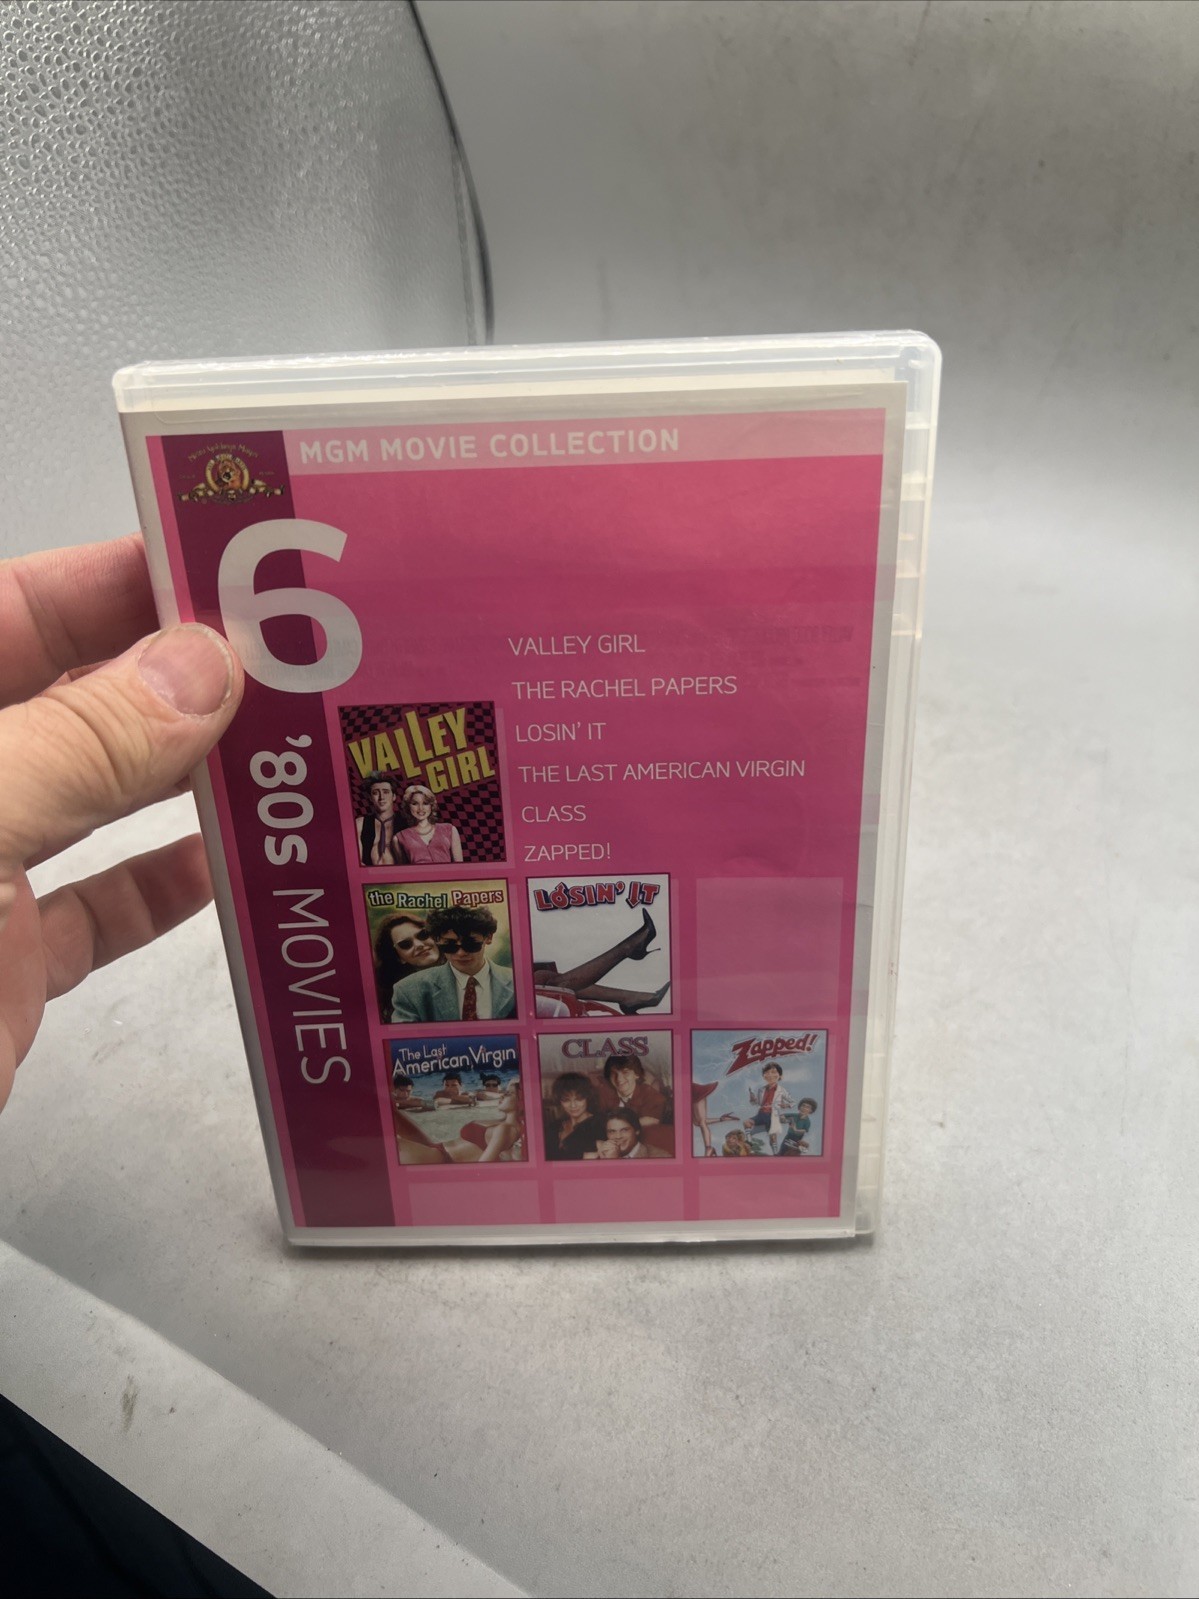 MGM MOVIE COLLECTION
6
'80s MOVIES
VALLEY GIRL
THE RACHEL PAPERS
LOSIN' IT
THE LAST AMERICAN VIRGIN
CLASS
ZAPPED!
VALLEY
GIRL
the Rachel Papers
LOSIN' IT
The Last
American Virgin
CLASS
Zapped!